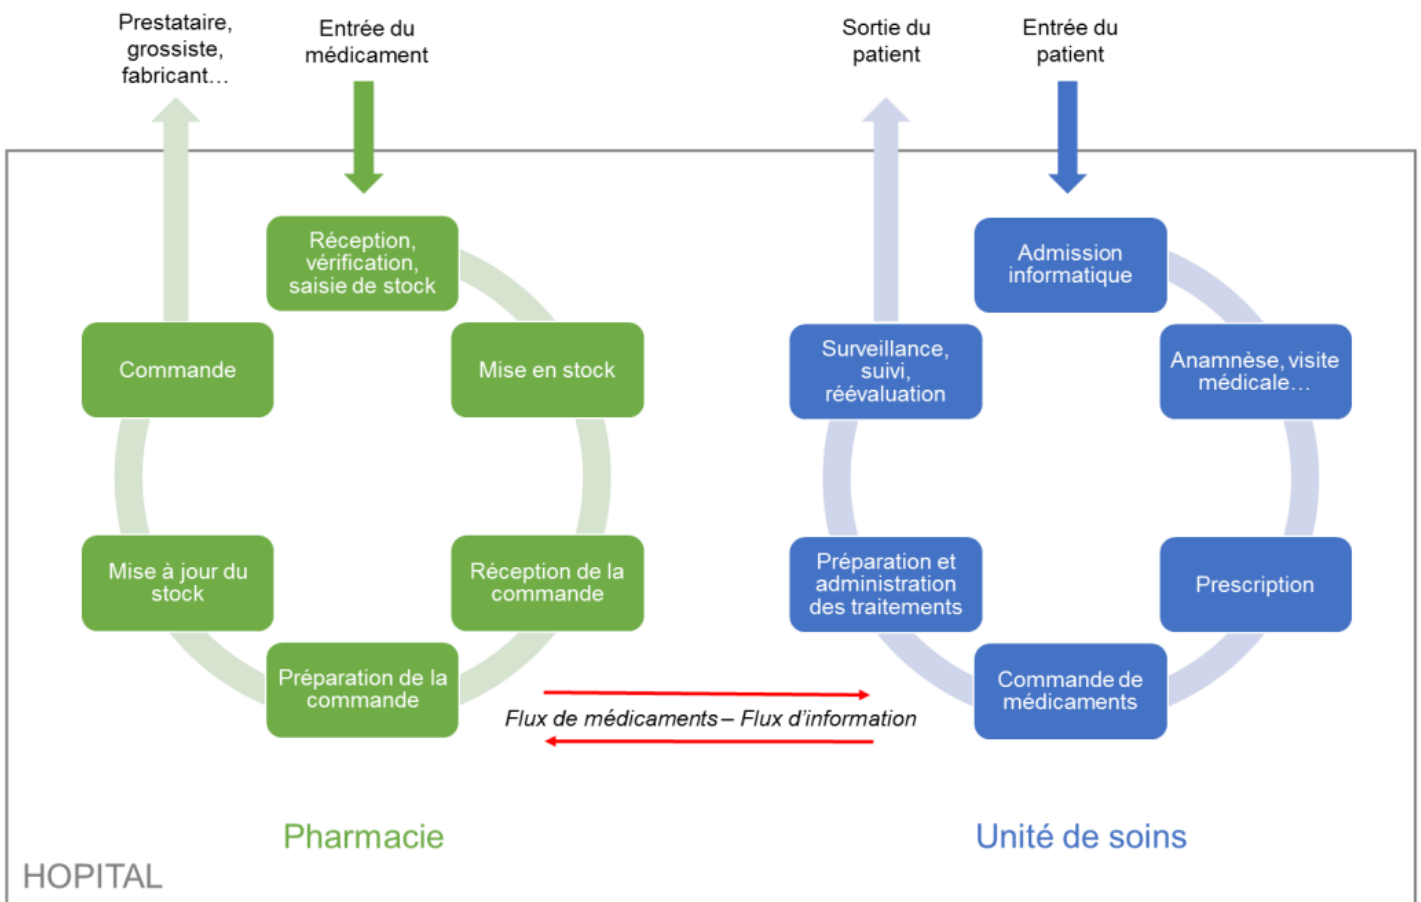 Prestataire,
grossiste,
fabricant...
Entrée du
médicament
Sortie du
patient
Entrée du
patient
Réception,
vérification,
saisie de stock
Mise en stock
Réception de la
commande
Préparation de la
commande
Mise à jour du
stock
Commande
Admission
informatique
Anamnèse, visite
médicale...
Prescription
Commande de
médicaments
Préparation et
administration
des traitements
Surveillance,
suivi,
réévaluation
Flux de médicaments – Flux d'information
Pharmacie
Unité de soins
HOPITAL